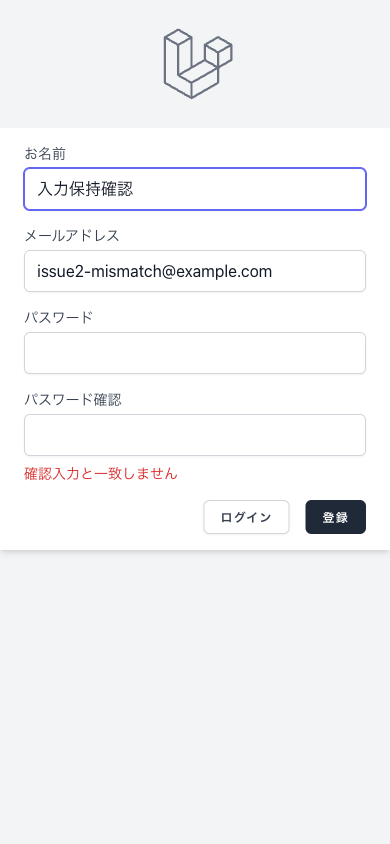 お名前
入力保持確認
メールアドレス
issue2-mismatch@example.com
パスワード
パスワード確認
確認入力と一致しません
ログイン 登録